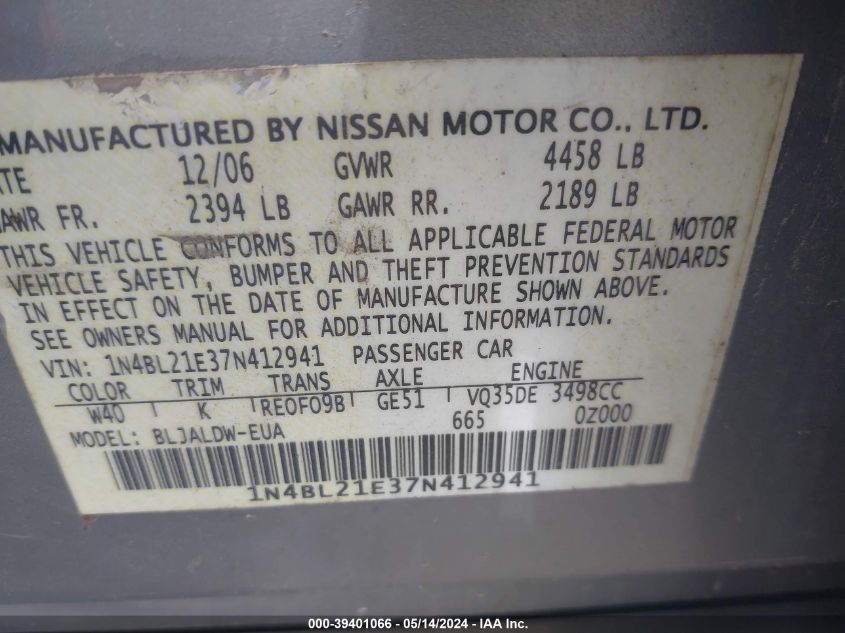 MANUFACTURED BY NISSAN MOTOR CO., LTD.
TE 12/06 GVWR 4458 LB
AWR FR. 2394 LB GAWR RR. 2189 LB
THIS VEHICLE CONFORMS TO ALL APPLICABLE FEDERAL MOTOR
VEHICLE SAFETY, BUMPER AND THEFT PREVENTION STANDARDS
IN EFFECT ON THE DATE OF MANUFACTURE SHOWN ABOVE.
SEE OWNERS MANUAL FOR ADDITIONAL INFORMATION.
VIN: 1N4BL21E37N412941 PASSENGER CAR
COLOR TRIM TRANS AXLE ENGINE
W40 K RE0F09B GE51 VQ35DE 3498CC
MODEL: BLJALDW-EUA 665 0Z000
1N4BL21E37N412941
000-39401066 - 05/14/2024 - IAA Inc.